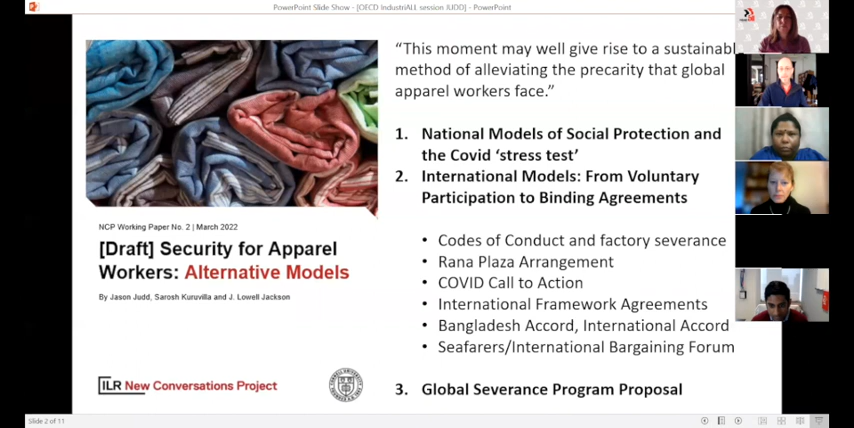 PowerPoint Slide Show - [OECD IndustriALL session JUDD] - PowerPoint
"This moment may well give rise to a sustainabl
method of alleviating the precarity that global
apparel workers face."
1. National Models of Social Protection and
the Covid 'stress test'
2. International Models: From Voluntary
Participation to Binding Agreements
• Codes of Conduct and factory severance
• Rana Plaza Arrangement
• COVID Call to Action
• International Framework Agreements
• Bangladesh Accord, International Accord
• Seafarers/International Bargaining Forum
3. Global Severance Program Proposal
NCP Working Paper No. 2 | March 2022
[Draft] Security for Apparel
Workers: Alternative Models
By Jason Judd, Sarosh Kuruvilla and J. Lowell Jackson
ILR New Conversations Project
Slide 2 of 11